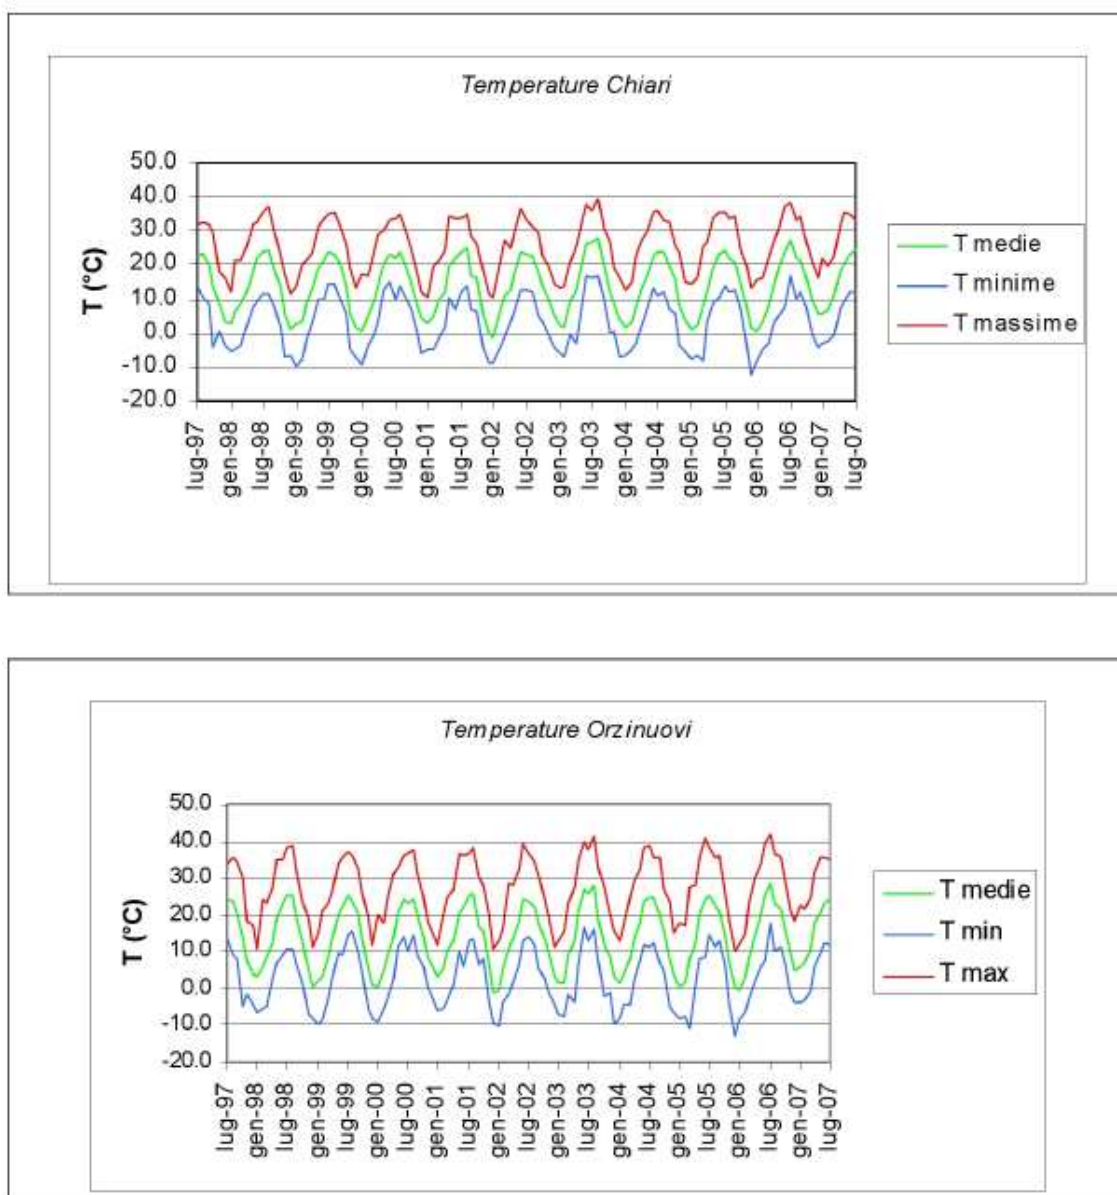 Temperature Chiari
50.0
40.0
30.0
20.0
10.0
0.0
-10.0
-20.0
T (°C)
lug-97
gen-98
lug-98
gen-99
lug-99
gen-00
lug-00
gen-01
lug-01
gen-02
lug-02
gen-03
lug-03
gen-04
lug-04
gen-05
lug-05
gen-06
lug-06
gen-07
lug-07
T medie
T minime
T massime
Temperature Orzinuovi
50.0
40.0
30.0
20.0
10.0
0.0
-10.0
-20.0
T (°C)
lug-97
gen-98
lug-98
gen-99
lug-99
gen-00
lug-00
gen-01
lug-01
gen-02
lug-02
gen-03
lug-03
gen-04
lug-04
gen-05
lug-05
gen-06
lug-06
gen-07
lug-07
T medie
T min
T max